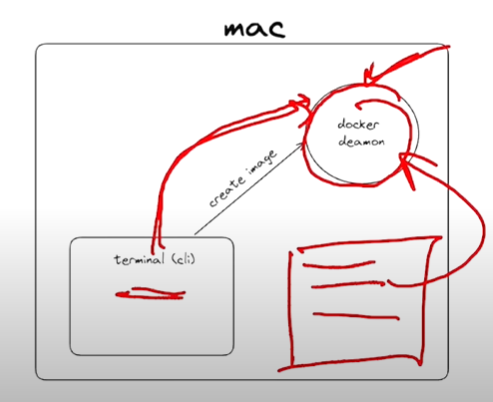 mac
docker
deamon
create image
terminal (cli)